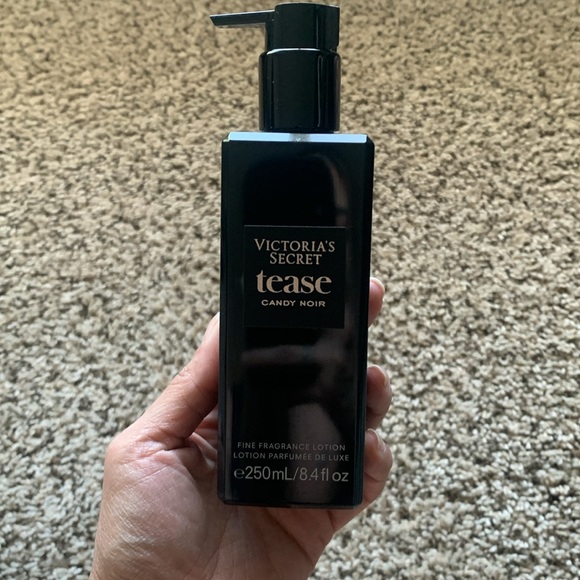 VICTORIA'S
SECRET
tease
CANDY NOIR
FINE FRAGRANCE LOTION
LOTION PARFUMÉE DE LUXE
℮250mL/8.4fl oz